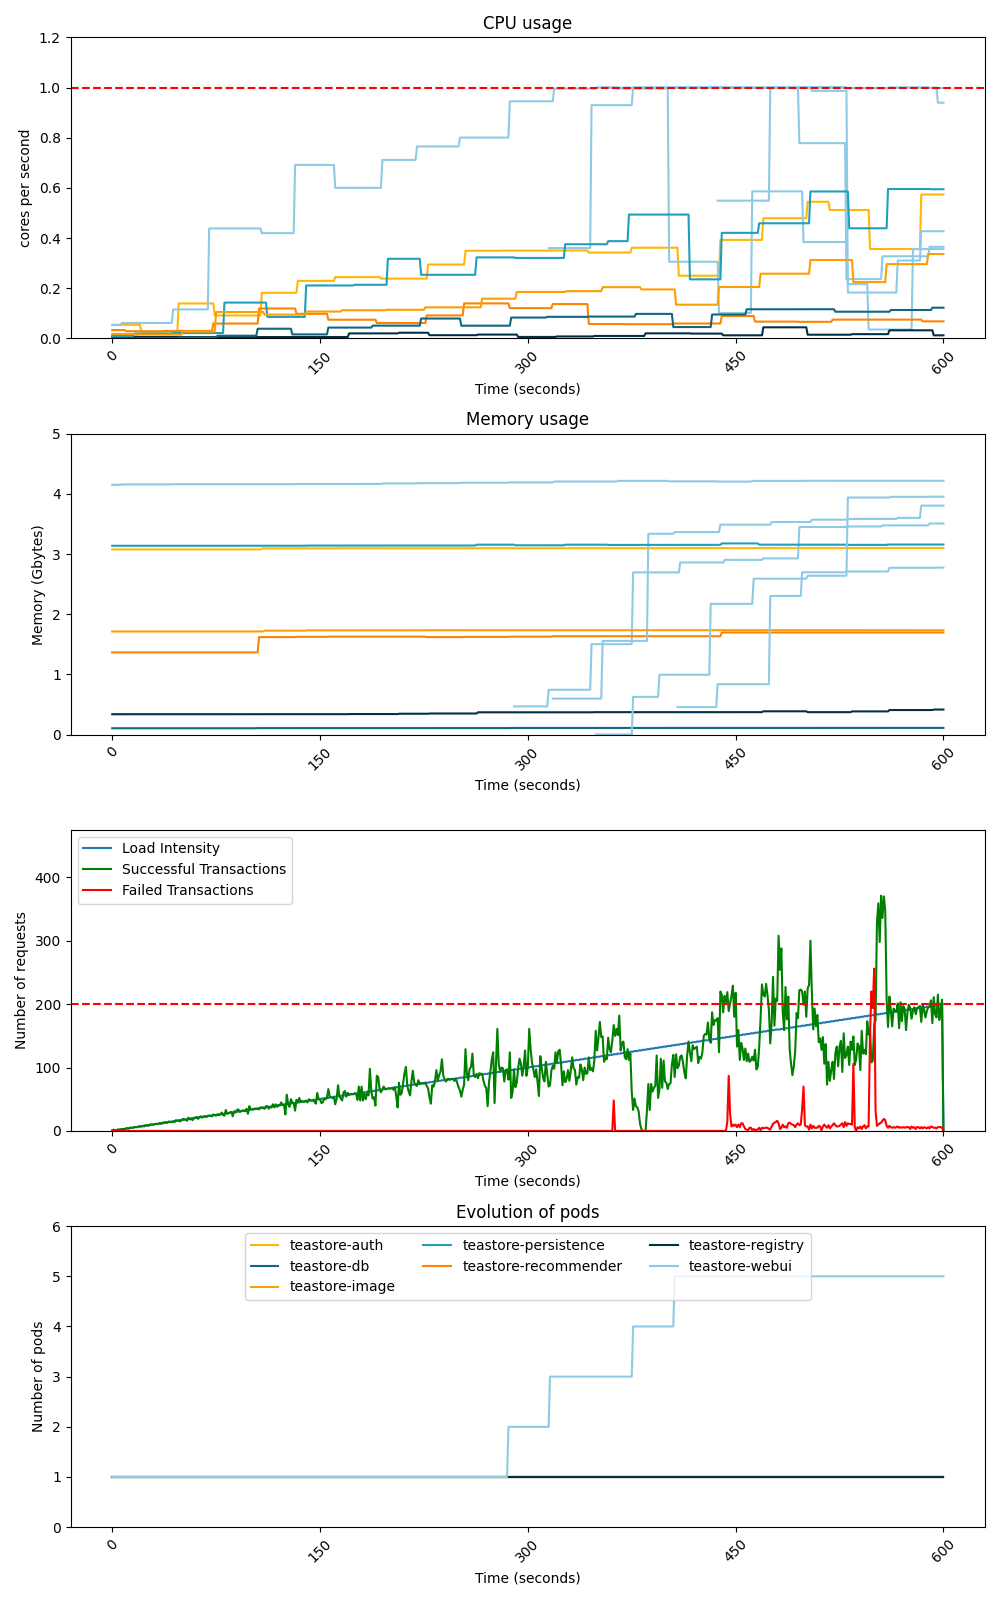 CPU usage
1.2
1.0
0.8
0.6
0.4
0.2
0.0
cores per second
0
150
300
450
600
Time (seconds)
Memory usage
5
4
3
2
1
0
Memory (Gbytes)
0
150
300
450
600
Time (seconds)
Load Intensity
Successful Transactions
Failed Transactions
400
300
200
100
0
Number of requests
0
150
300
450
600
Time (seconds)
Evolution of pods
teastore-auth
teastore-db
teastore-image
teastore-persistence
teastore-recommender
teastore-registry
teastore-webui
6
5
4
3
2
1
0
Number of pods
0
150
300
450
600
Time (seconds)